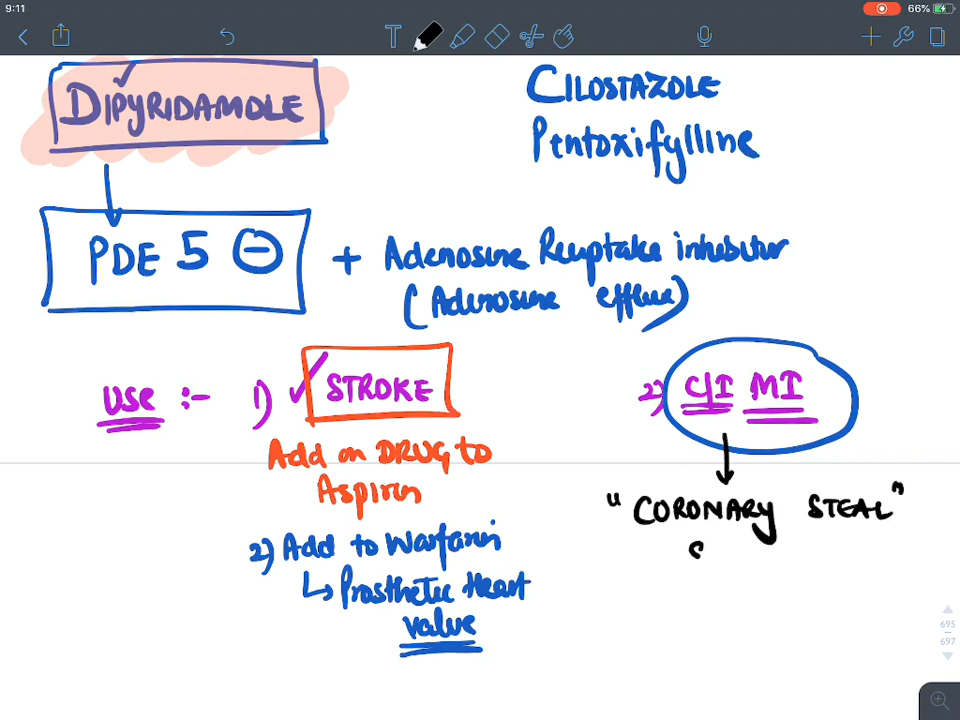 9:11
66%
T
DIPYRIDAMOLE
CILOSTAZOLE
Pentoxifylline
PDE 5 ⊖ + Adenosine Reuptake inhibitor
(Adenosine efflux)
USE :- 1) ✓ STROKE
2) C/I MI
Add on DRUG to
Aspirin
"CORONARY STEAL"
2) Add to Warfarin
↳ Prosthetic Heart
valve
695
697